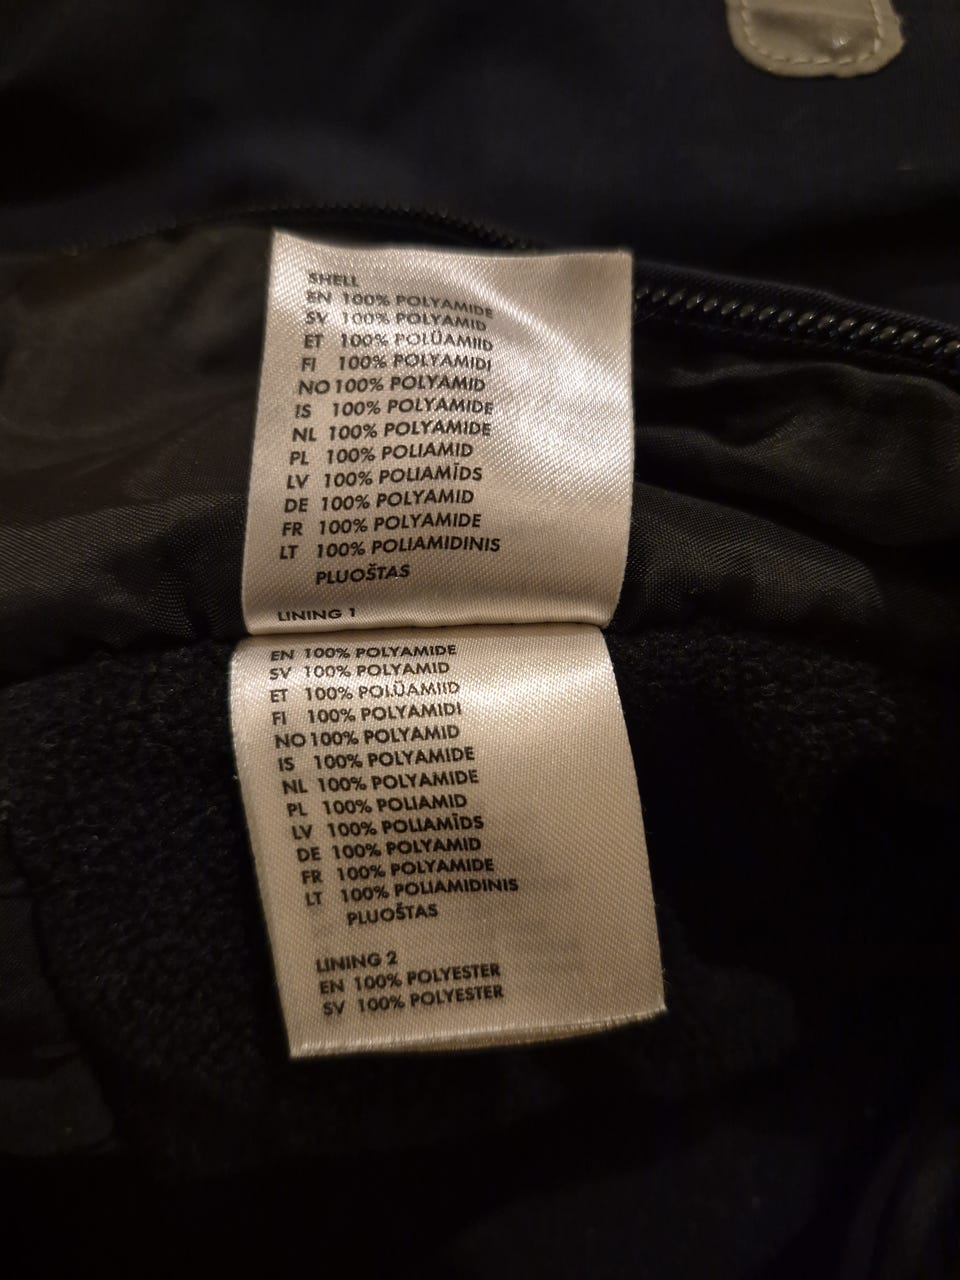 SHELL
EN 100% POLYAMIDE
SV 100% POLYAMID
ET 100% POLÜAMIID
FI 100% POLYAMIDI
NO 100% POLYAMID
IS 100% POLYAMIDE
NL 100% POLYAMIDE
PL 100% POLIAMID
LV 100% POLIAMĪDS
DE 100% POLYAMID
FR 100% POLYAMIDE
LT 100% POLIAMIDINIS
PLUOŠTAS
LINING 1
EN 100% POLYAMIDE
SV 100% POLYAMID
ET 100% POLÜAMIID
FI 100% POLYAMIDI
NO 100% POLYAMID
IS 100% POLYAMIDE
NL 100% POLYAMIDE
PL 100% POLIAMID
LV 100% POLIAMĪDS
DE 100% POLYAMID
FR 100% POLYAMIDE
LT 100% POLIAMIDINIS
PLUOŠTAS
LINING 2
EN 100% POLYESTER
SV 100% POLYESTER